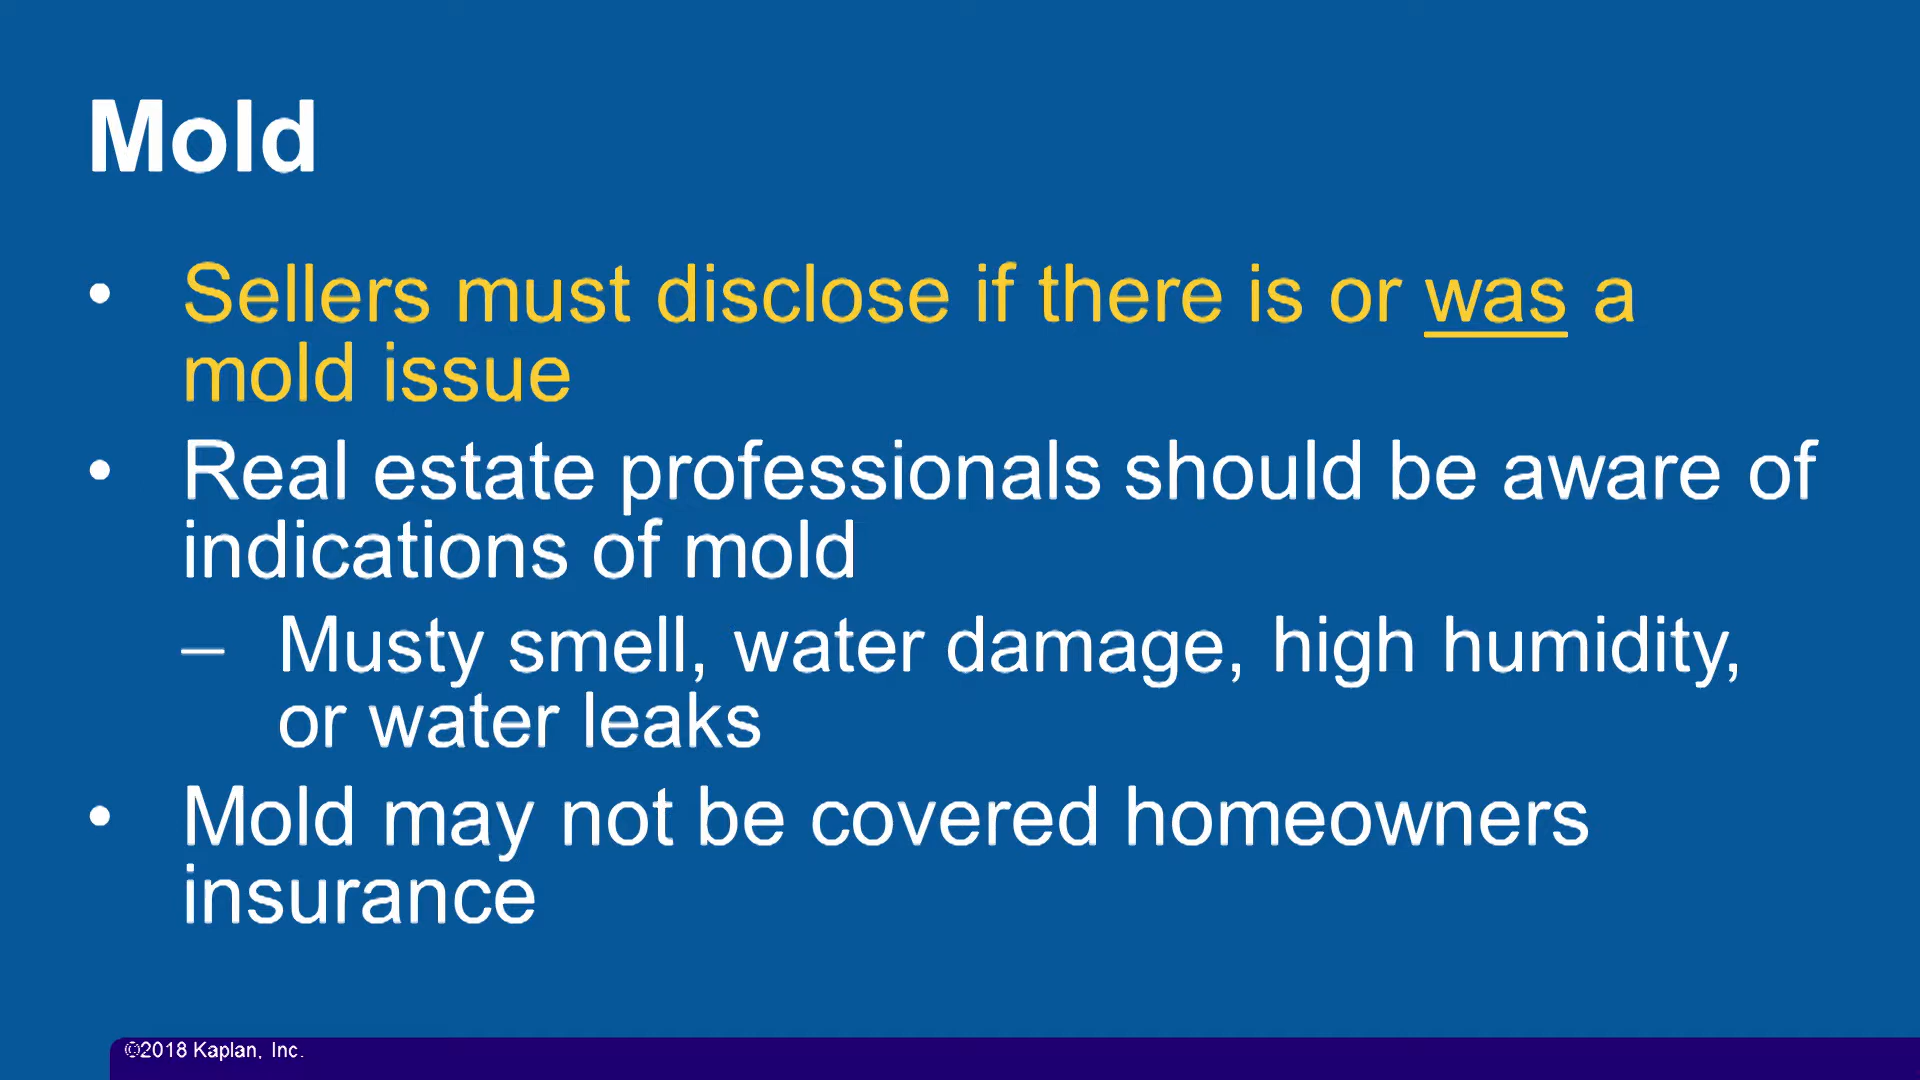 Mold
• Sellers must disclose if there is or was a
mold issue
• Real estate professionals should be aware of
indications of mold
– Musty smell, water damage, high humidity,
or water leaks
• Mold may not be covered homeowners
insurance
©2018 Kaplan, Inc.